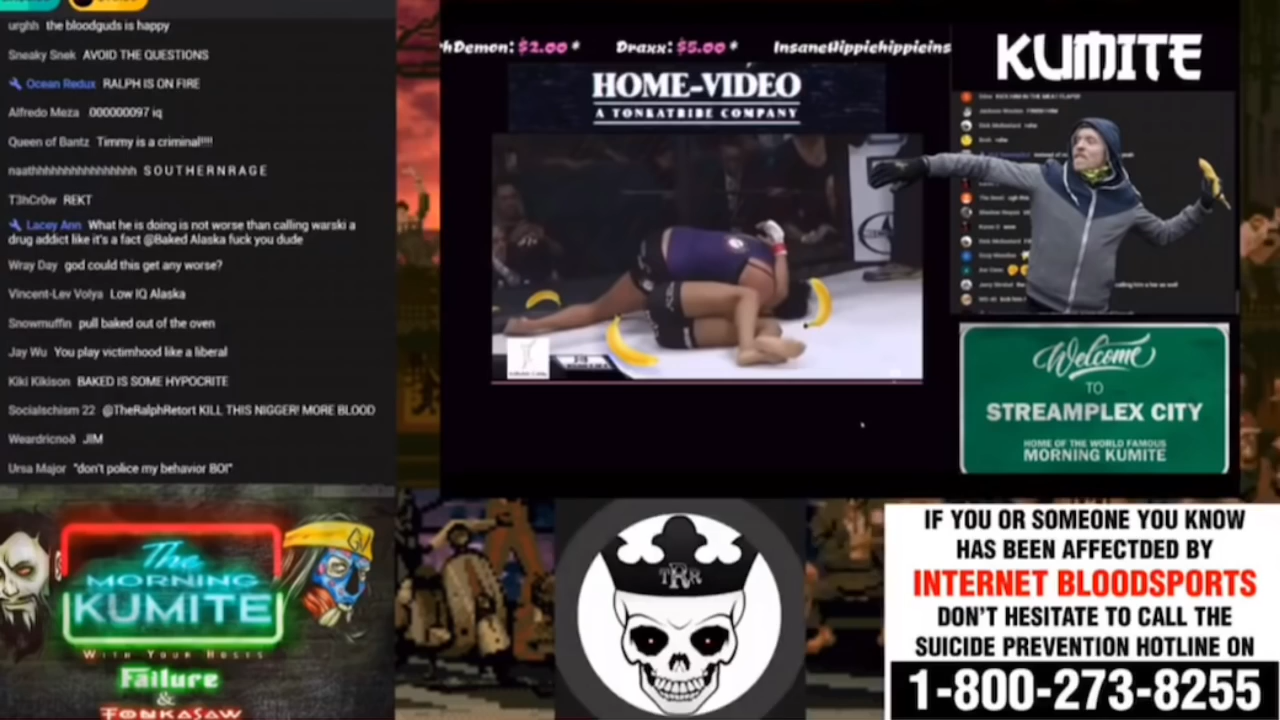 urghh the bloodguds is happy
Sneaky Snek AVOID THE QUESTIONS
Ocean Redux RALPH IS ON FIRE
Alfredo Meza .000000097 iq
Queen of Bantz Timmy is a criminal!!!!
naathhhhhhhhhhhhhhh S O U T H E R N R A G E
T3hCr0w REKT
Lacey Ann What he is doing is not worse than calling warski a
drug addict like it's a fact @Baked Alaska fuck you dude
Wray Day god could this get any worse?
Vincent-Lev Volya Low IQ Alaska
Snowmuffin pull baked out of the oven
Jay Wu You play victimhood like a liberal
Kiki Kikison BAKED IS SOME HYPOCRITE
Socialschism 22 @TheRalphRetort KILL THIS NIGGER! MORE BLOOD
Weardricnoð JIM
Ursa Major "don't police my behavior BOI"
hDemon: $2.00 * Draxx: $5.00 * InsaneHippiehippieins
HOME-VIDEO
A TONKATRIBE COMPANY
KUMITE
Welcome
TO
STREAMPLEX CITY
HOME OF THE WORLD FAMOUS
MORNING KUMITE
The
MORNING
KUMITE
WITH YOUR HOSTS
Failure
&
TONKASAW
TRR
IF YOU OR SOMEONE YOU KNOW
HAS BEEN AFFECTDED BY
INTERNET BLOODSPORTS
DON'T HESITATE TO CALL THE
SUICIDE PREVENTION HOTLINE ON
1-800-273-8255